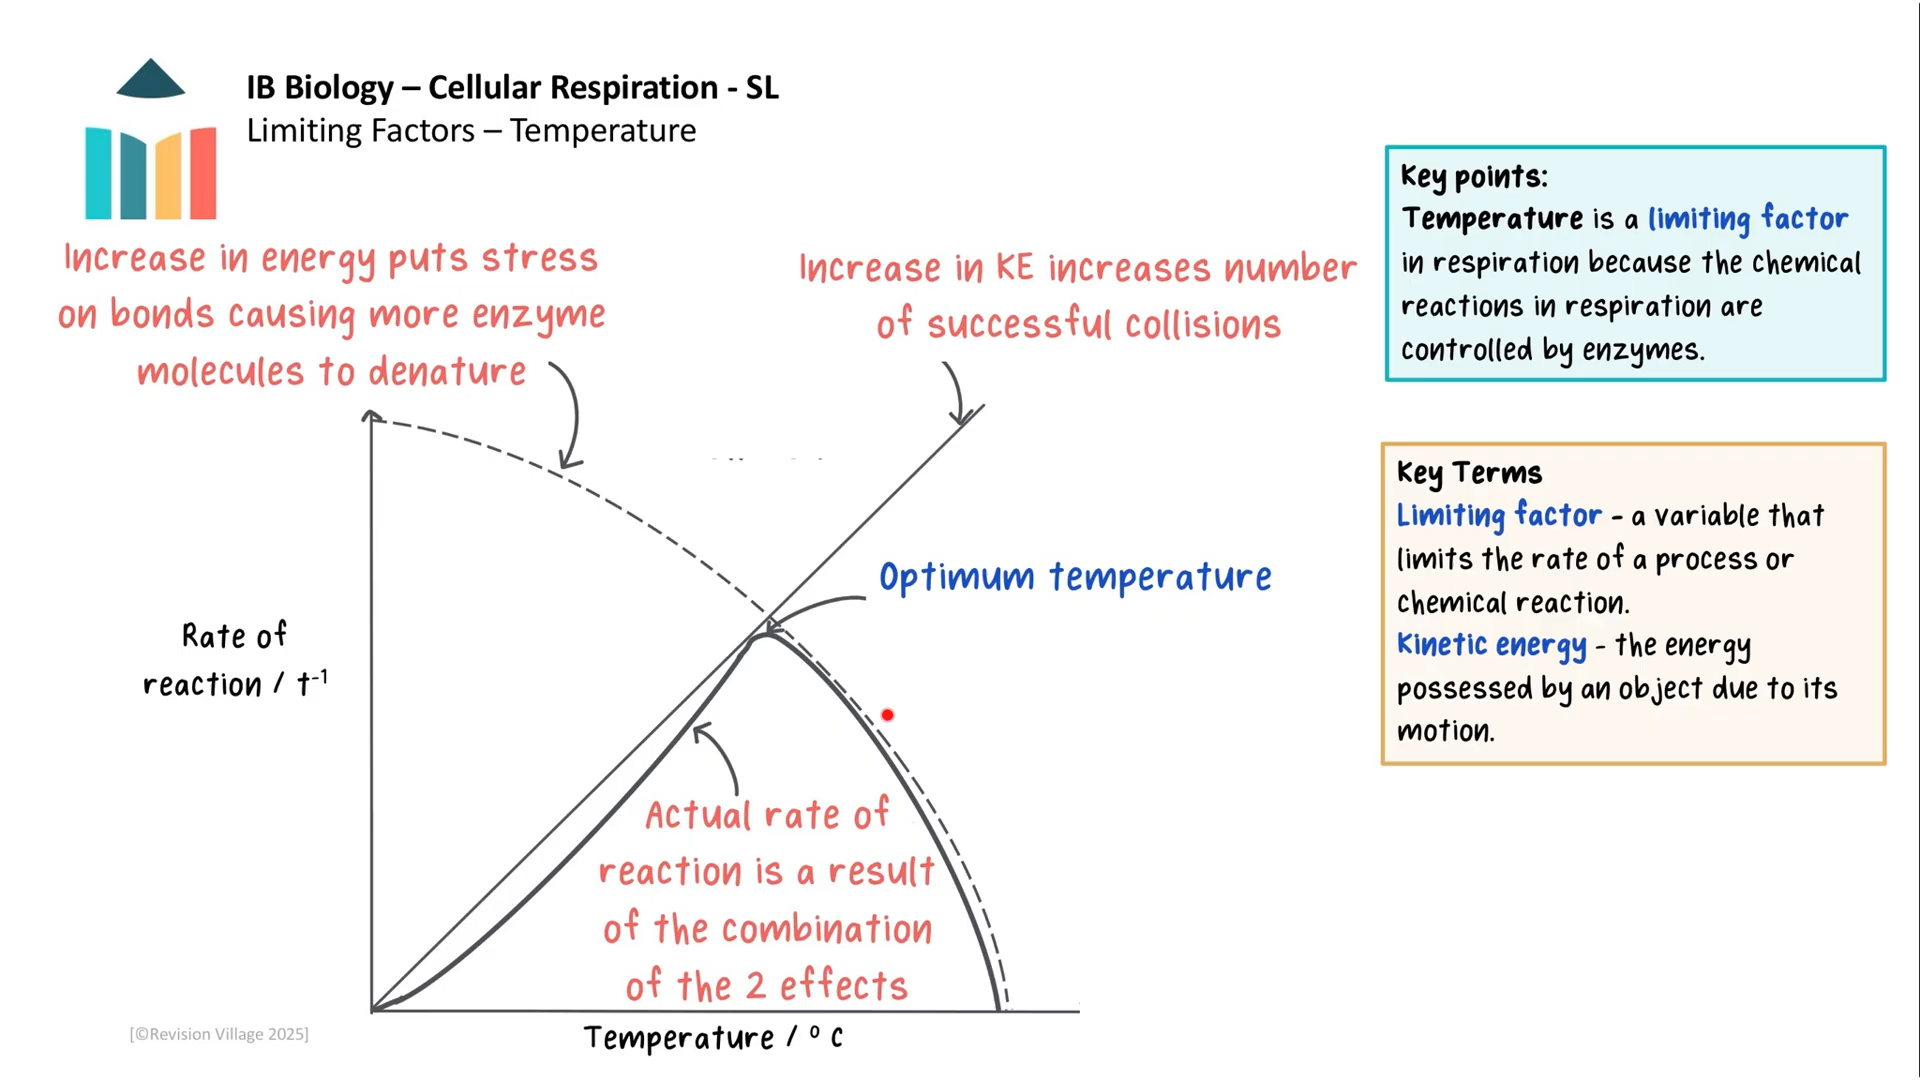 IB Biology – Cellular Respiration - SL
Limiting Factors – Temperature
Increase in energy puts stress
on bonds causing more enzyme
molecules to denature
Increase in KE increases number
of successful collisions
Key points:
Temperature is a limiting factor
in respiration because the chemical
reactions in respiration are
controlled by enzymes.
Key Terms
Limiting factor - a variable that
limits the rate of a process or
chemical reaction.
Kinetic energy - the energy
possessed by an object due to its
motion.
Optimum temperature
Rate of
reaction / t⁻¹
Actual rate of
reaction is a result
of the combination
of the 2 effects
Temperature / º C
[©Revision Village 2025]